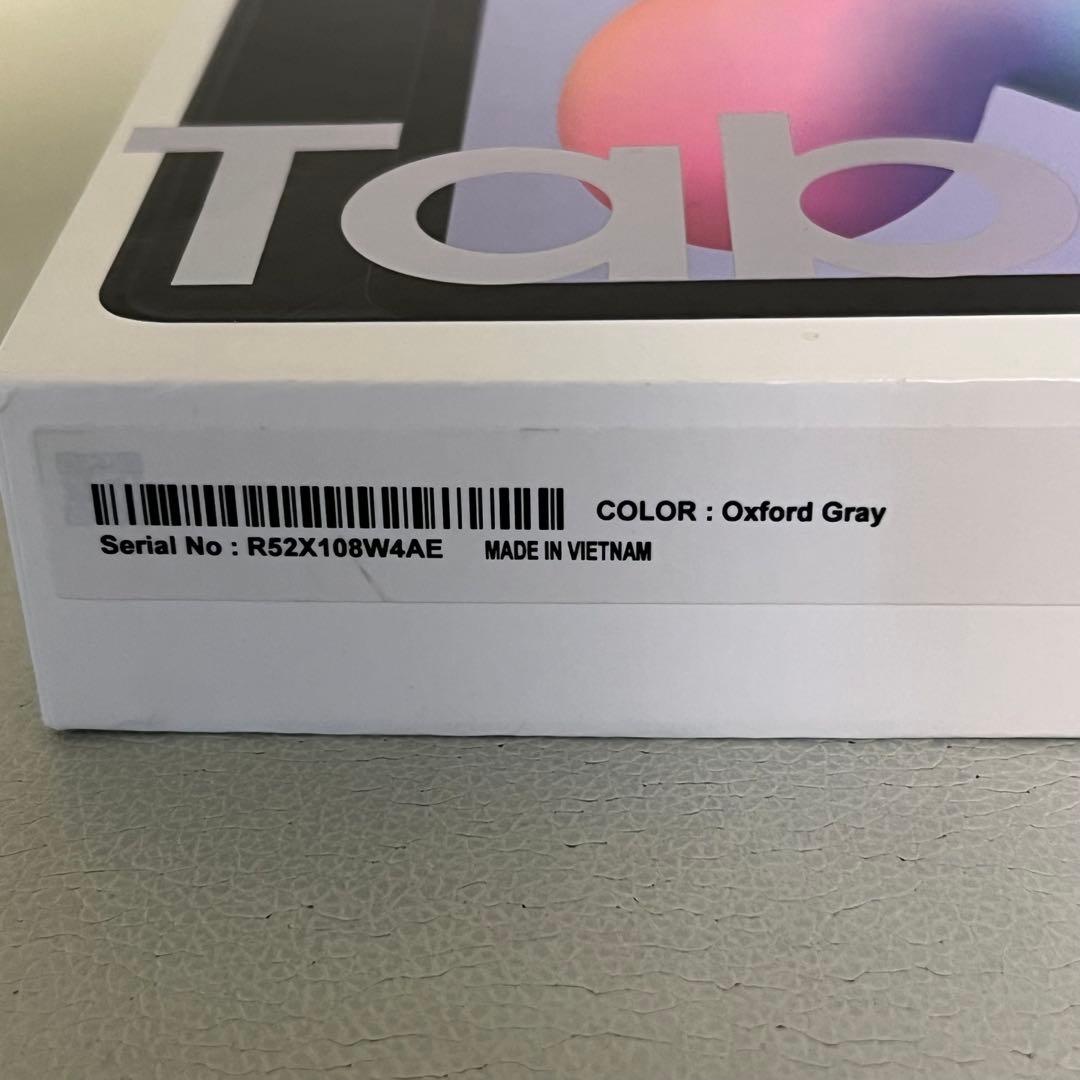 Tab
COLOR : Oxford Gray
Serial No : R52X108W4AE MADE IN VIETNAM